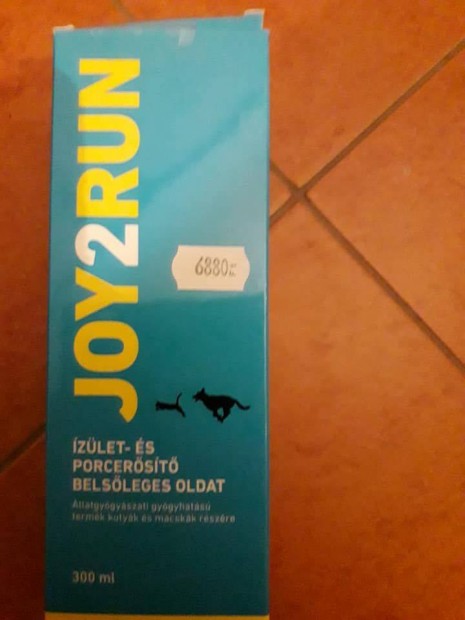 JOY2RUN
6880.-
ÍZÜLET- ÉS
PORCERŐSÍTŐ
BELSŐLEGES OLDAT
Állatgyógyászati gyógyhatású
termék kutyák és macskák részére
300 ml